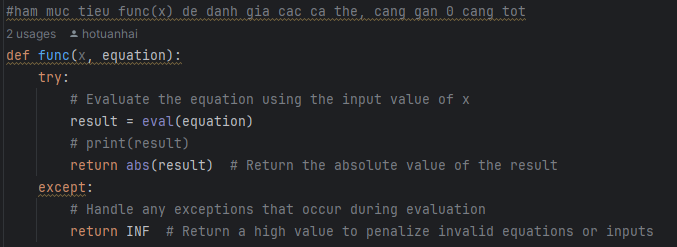 #ham muc tieu func(x) de danh gia cac ca the, cang gan 0 cang tot
2 usages hotuanhai
def func(x, equation):
    try:
        # Evaluate the equation using the input value of x
        result = eval(equation)
        # print(result)
        return abs(result)  # Return the absolute value of the result
    except:
        # Handle any exceptions that occur during evaluation
        return INF  # Return a high value to penalize invalid equations or inputs